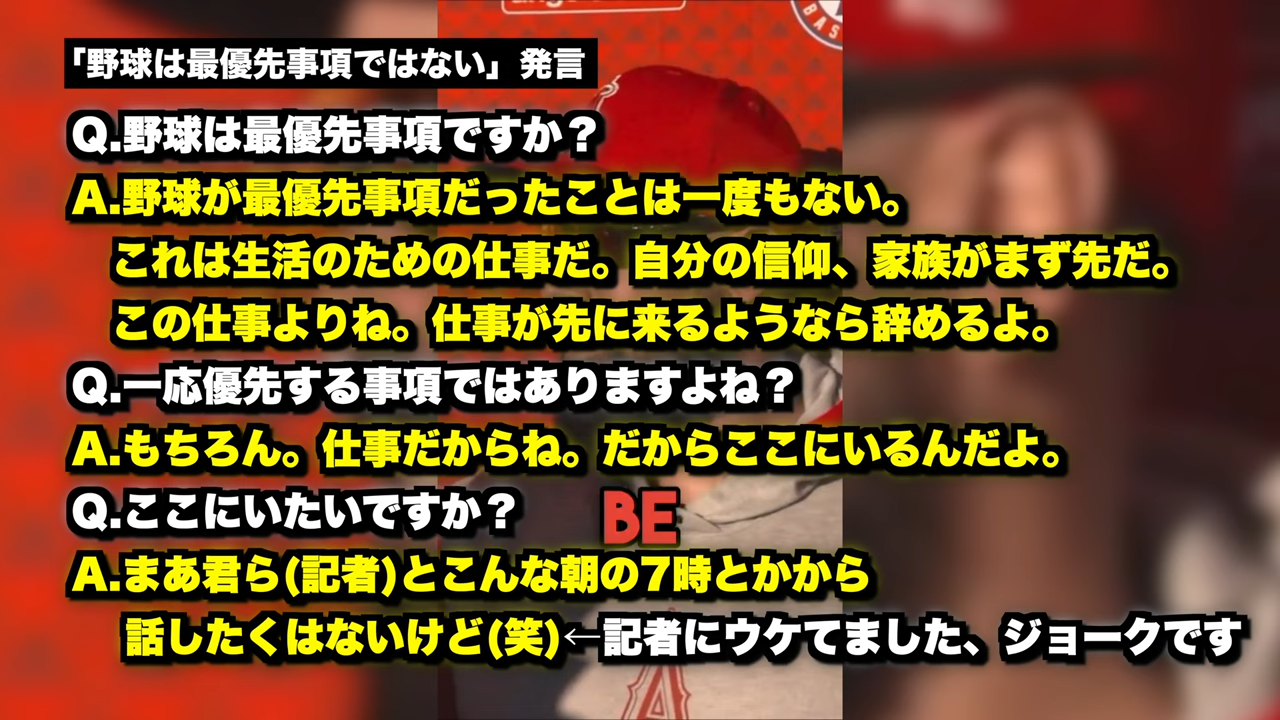 「野球は最優先事項ではない」発言
Q.野球は最優先事項ですか？
A.野球が最優先事項だったことは一度もない。
これは生活のための仕事だ。自分の信仰、家族がまず先だ。
この仕事よりね。仕事が先に来るようなら辞めるよ。
Q.一応優先する事項ではありますよね？
A.もちろん。仕事だからね。だからここにいるんだよ。
Q.ここにいたいですか？
BE
A.まあ君ら(記者)とこんな朝の7時とかから
話したくはないけど(笑)←記者にウケてました、ジョークです
A